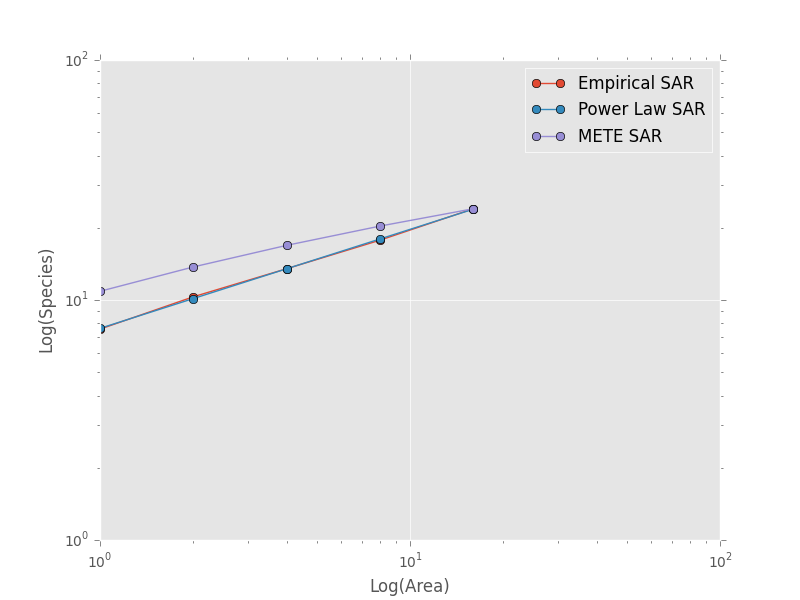 10²
Empirical SAR
Power Law SAR
METE SAR
Log(Species)
10¹
10⁰
10⁰
10¹
10²
Log(Area)